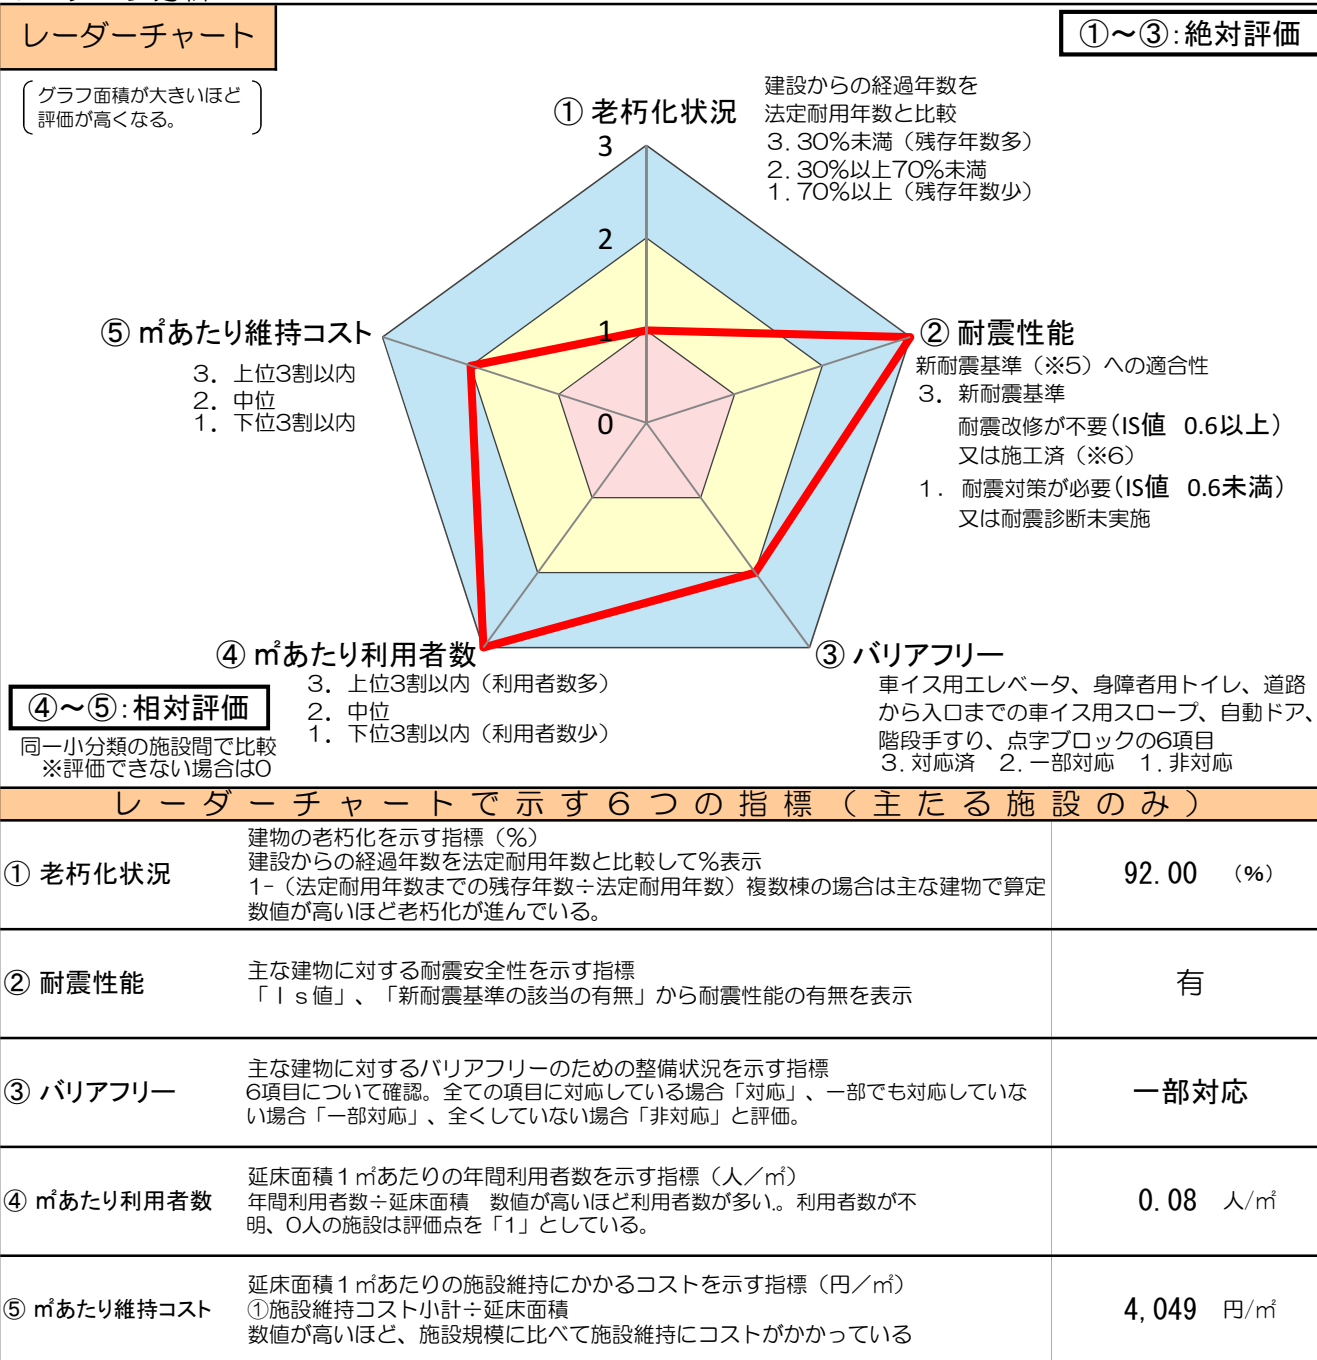 レーダーチャート
①～③:絶対評価
グラフ面積が大きいほど
評価が高くなる。
① 老朽化状況
建設からの経過年数を
法定耐用年数と比較
3. 30%未満（残存年数多）
2. 30%以上70%未満
1. 70%以上（残存年数少）
3
2
1
0
⑤ ㎡あたり維持コスト
3. 上位3割以内
2. 中位
1. 下位3割以内
② 耐震性能
新耐震基準（※5）への適合性
3. 新耐震基準
耐震改修が不要(IS値 0.6以上)
又は施工済（※6）
1. 耐震対策が必要(IS値 0.6未満)
又は耐震診断未実施
④ ㎡あたり利用者数
3. 上位3割以内（利用者数多）
2. 中位
1. 下位3割以内（利用者数少）
③ バリアフリー
車イス用エレベータ、身障者用トイレ、道路
から入口までの車イス用スロープ、自動ドア、
階段手すり、点字ブロックの6項目
3. 対応済 2. 一部対応 1. 非対応
④～⑤:相対評価
同一小分類の施設間で比較
※評価できない場合は0
レーダーチャートで示す6つの指標（主たる施設のみ）
① 老朽化状況
建物の老朽化を示す指標（%）
建設からの経過年数を法定耐用年数と比較して%表示
1-（法定耐用年数までの残存年数÷法定耐用年数）複数棟の場合は主な建物で算定
数値が高いほど老朽化が進んでいる。
92.00 (%)
② 耐震性能
主な建物に対する耐震安全性を示す指標
「Ｉｓ値」、「新耐震基準の該当の有無」から耐震性能の有無を表示
有
③ バリアフリー
主な建物に対するバリアフリーのための整備状況を示す指標
6項目について確認。全ての項目に対応している場合「対応」、一部でも対応していな
い場合「一部対応」、全くしていない場合「非対応」と評価。
一部対応
④ ㎡あたり利用者数
延床面積１㎡あたりの年間利用者数を示す指標（人／㎡）
年間利用者数÷延床面積 数値が高いほど利用者数が多い。利用者数が不
明、0人の施設は評価点を「1」としている。
0.08 人/㎡
⑤ ㎡あたり維持コスト
延床面積１㎡あたりの施設維持にかかるコストを示す指標（円／㎡）
①施設維持コスト小計÷延床面積
数値が高いほど、施設規模に比べて施設維持にコストがかかっている
4,049 円/㎡